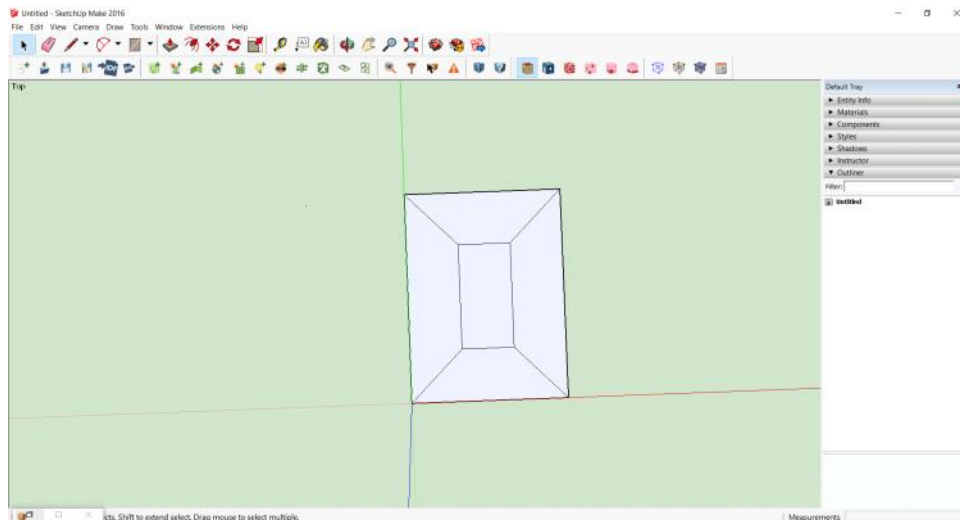 Untitled - SketchUp Make 2016
File Edit View Camera Draw Tools Window Extensions Help
Top
Default Tray
Entity Info
Materials
Components
Styles
Shadows
Instructor
Outliner
Filter:
Untitled
cts. Shift to extend select. Drag mouse to select multiple.
Measurements